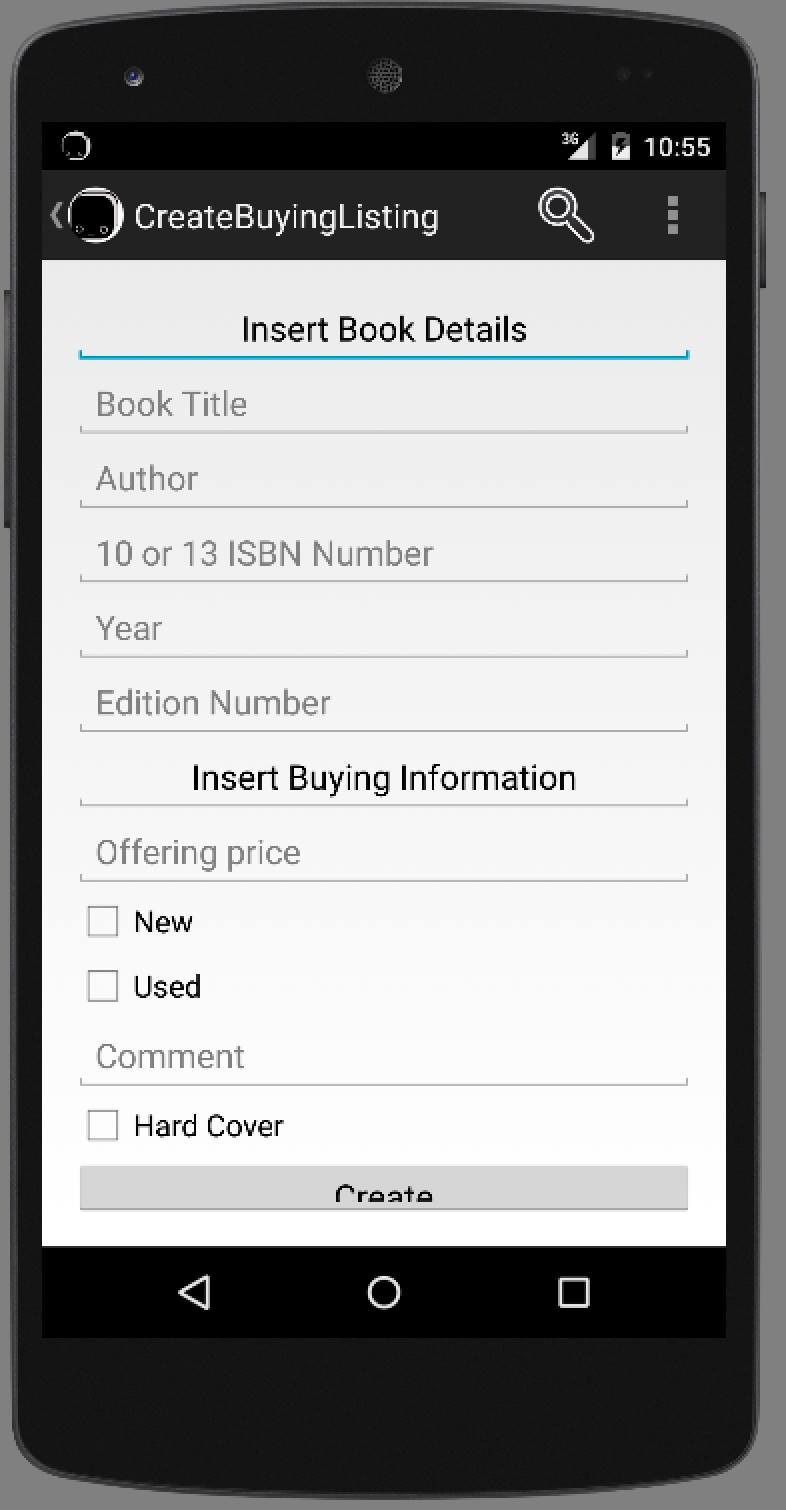 3G 10:55
CreateBuyingListing
Insert Book Details
Book Title
Author
10 or 13 ISBN Number
Year
Edition Number
Insert Buying Information
Offering price
New
Used
Comment
Hard Cover
Create